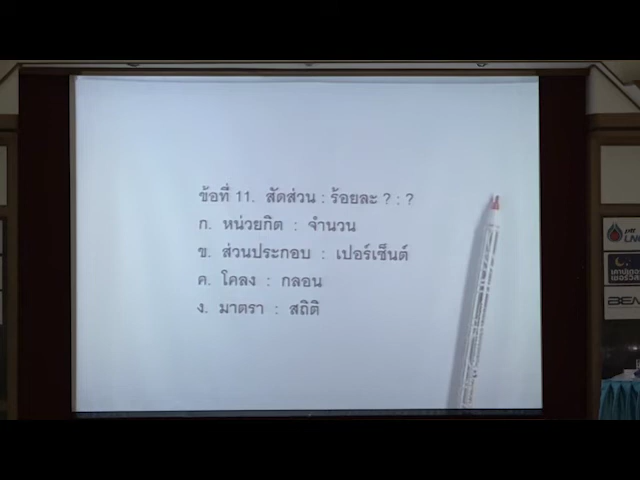 ข้อที่ 11. สัดส่วน : ร้อยละ ? : ?
ก. หน่วยกิต : จำนวน
ข. ส่วนประกอบ : เปอร์เซ็นต์
ค. โคลง : กลอน
ง. มาตรา : สถิติ
ptt
LNG